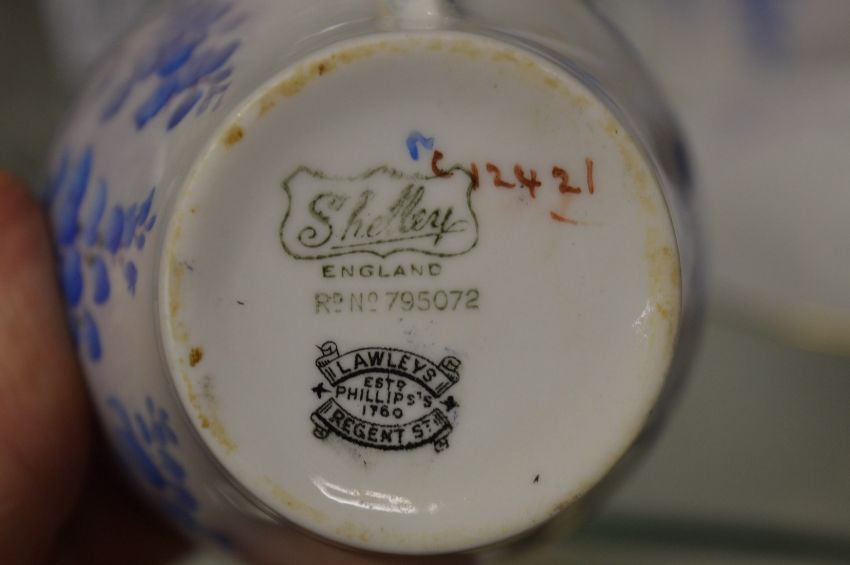 12421
Shelley
ENGLAND
RD NO 795072
LAWLEYS
ESTD
PHILLIPS'S
1760
REGENT ST